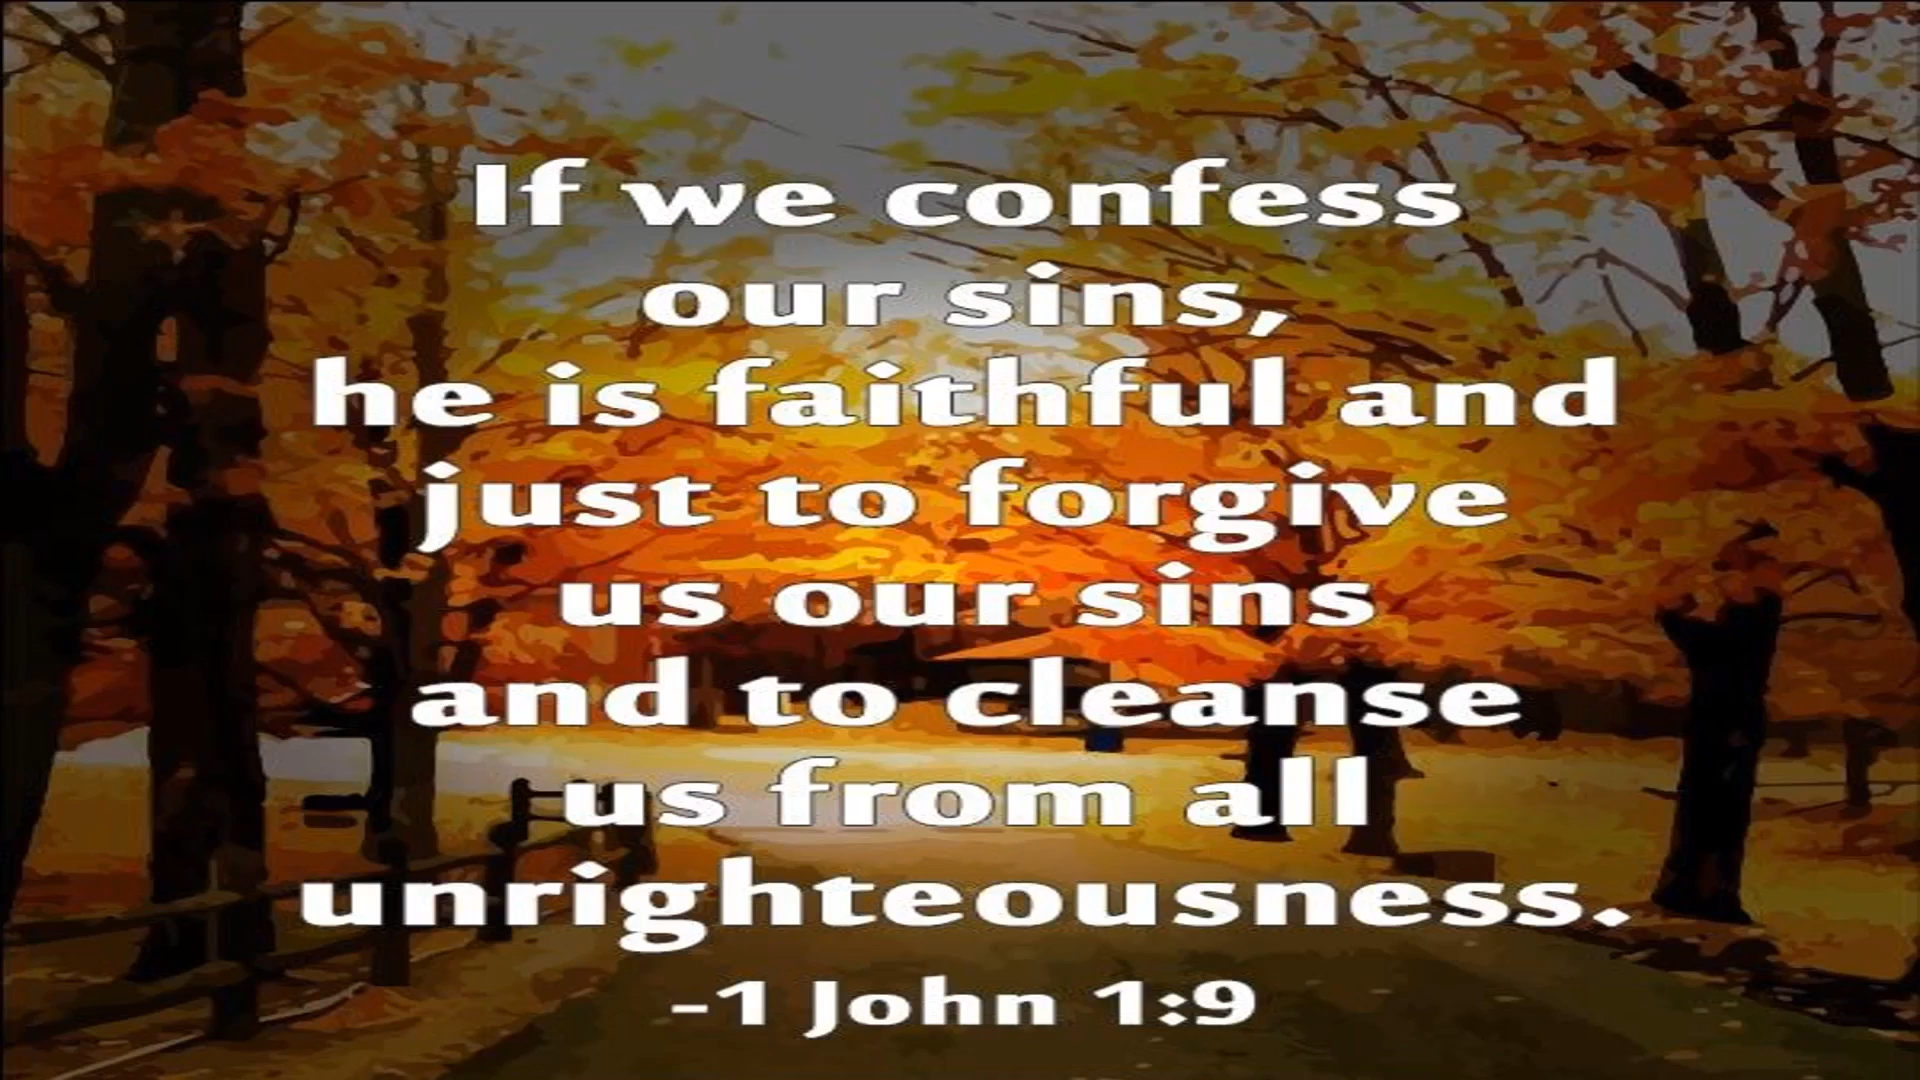 If we confess
our sins,
he is faithful and
just to forgive
us our sins
and to cleanse
us from all
unrighteousness.
-1 John 1:9